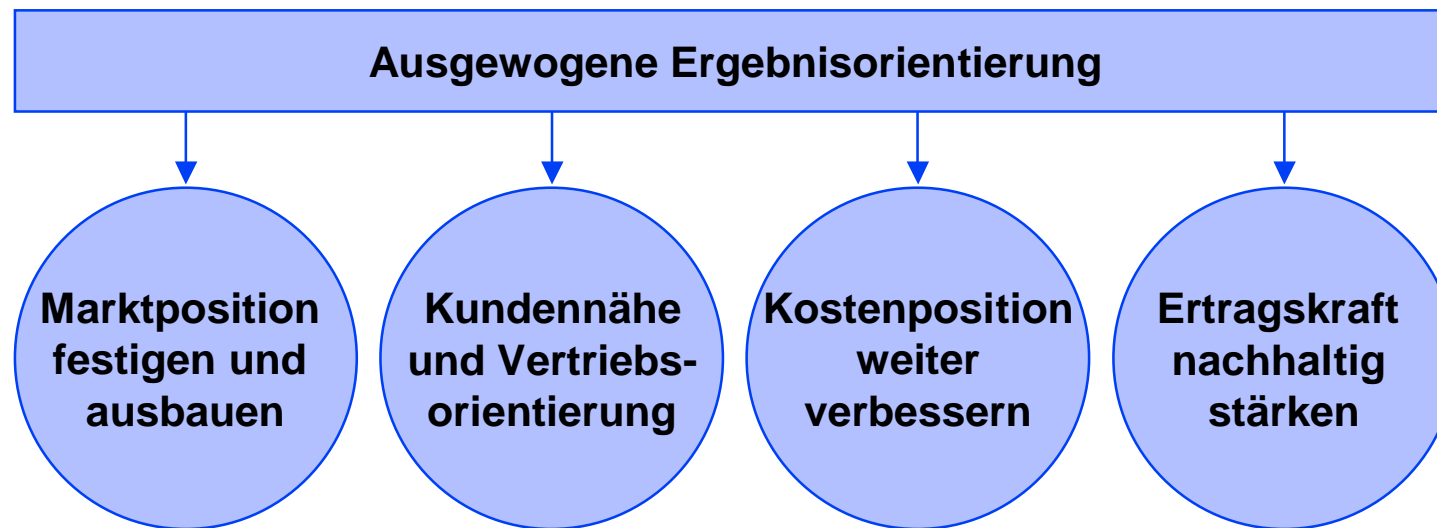 Ausgewogene Ergebnisorientierung
Marktposition
festigen und
ausbauen
Kundennähe
und Vertriebs-
orientierung
Kostenposition
weiter
verbessern
Ertragskraft
nachhaltig
stärken